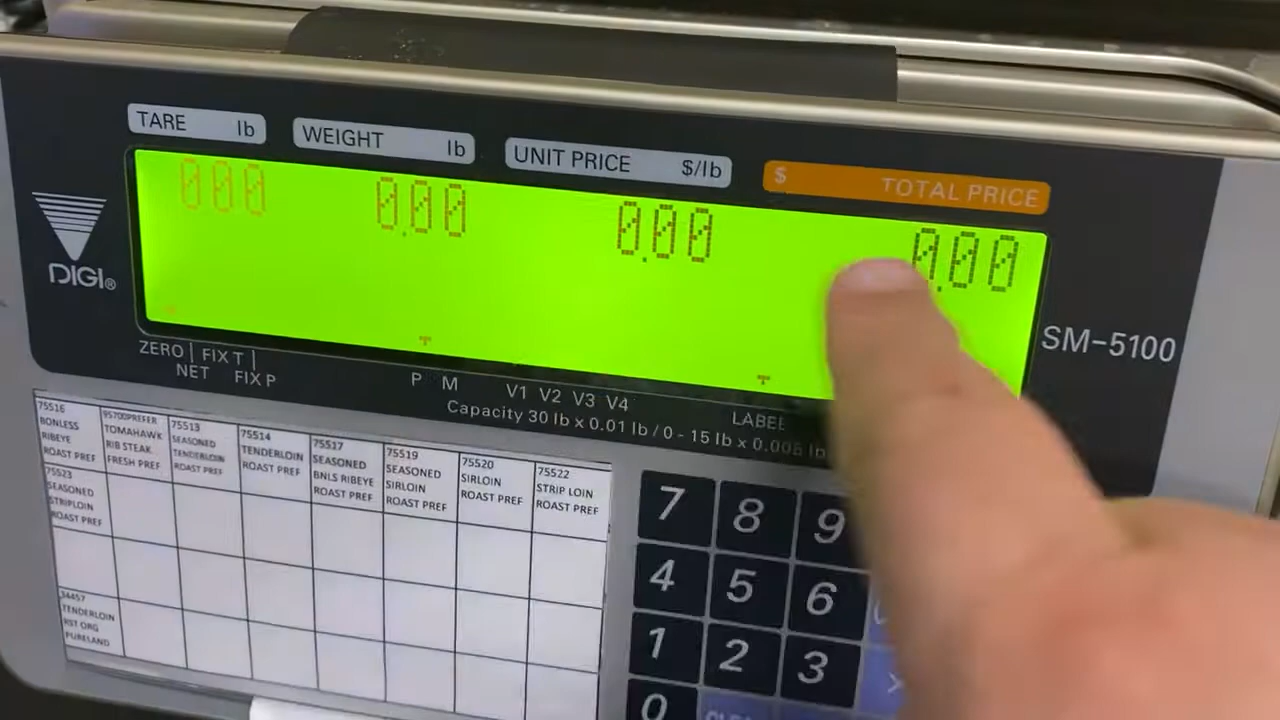 TARE lb
WEIGHT lb
UNIT PRICE $/lb
$ TOTAL PRICE
000
0.00
0.00
0.00
DIGI®
SM-5100
ZERO | FIX T |
NET FIX P
P M
V1 V2 V3 V4
LABEL
Capacity 30 lb x 0.01 lb / 0 - 15 lb x 0.005 lb
75516
BONLESS
RIBEYE
ROAST PREF
95700PREFER
TOMAHAWK
RIB STEAK
FRESH PREF
75513
SEASONED
TENDERLOIN
ROAST PREF
75514
TENDERLOIN
ROAST PREF
75517
SEASONED
BNLS RIBEYE
ROAST PREF
75519
SEASONED
SIRLOIN
ROAST PREF
75520
SIRLOIN
ROAST PREF
75522
STRIP LOIN
ROAST PREF
75523
SEASONED
STRIPLOIN
ROAST PREF
34457
TENDERLOIN
RST ORG
PURELAND
7 8 9
4 5 6
1 2 3
0